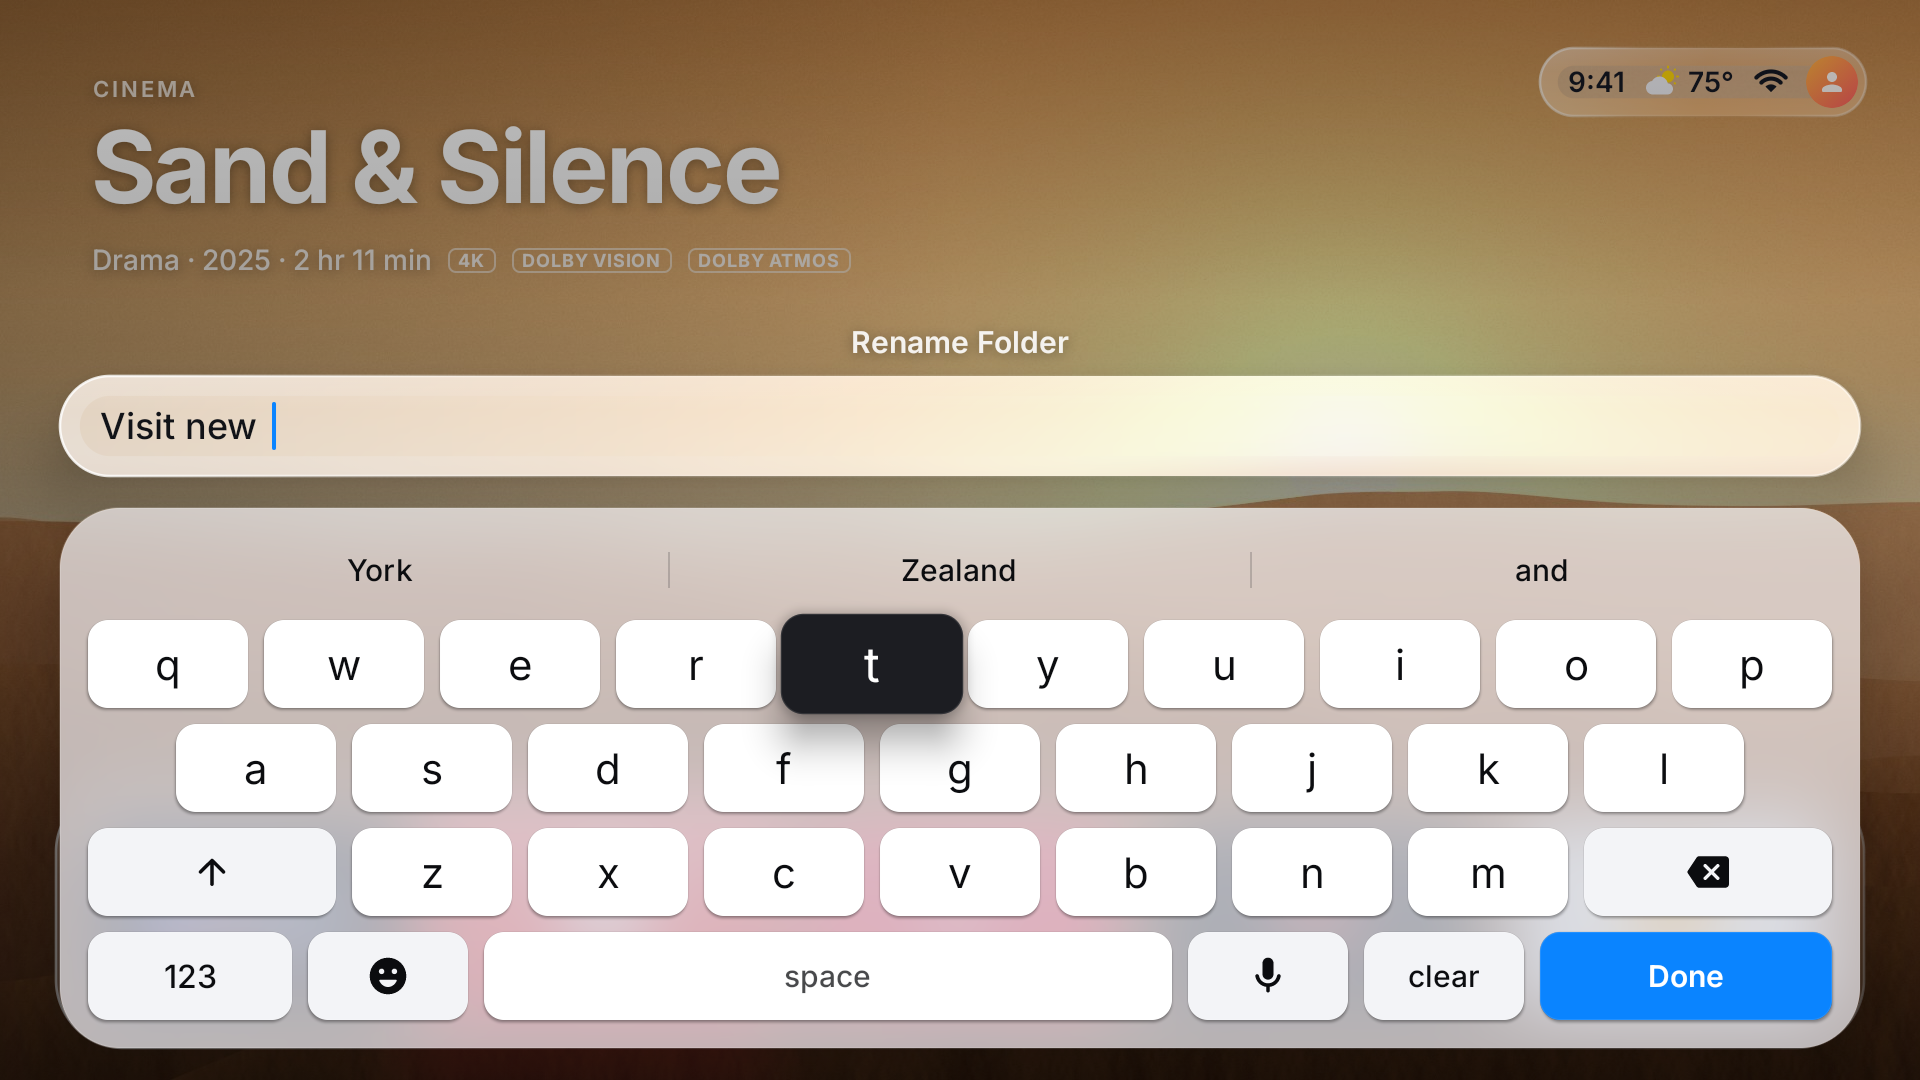 CINEMA
9:41 75°
Sand & Silence
Drama · 2025 · 2 hr 11 min 4K DOLBY VISION DOLBY ATMOS
Rename Folder
Visit new
York Zealand and
q w e r t y u i o p
a s d f g h j k l
z x c v b n m
123 space clear Done